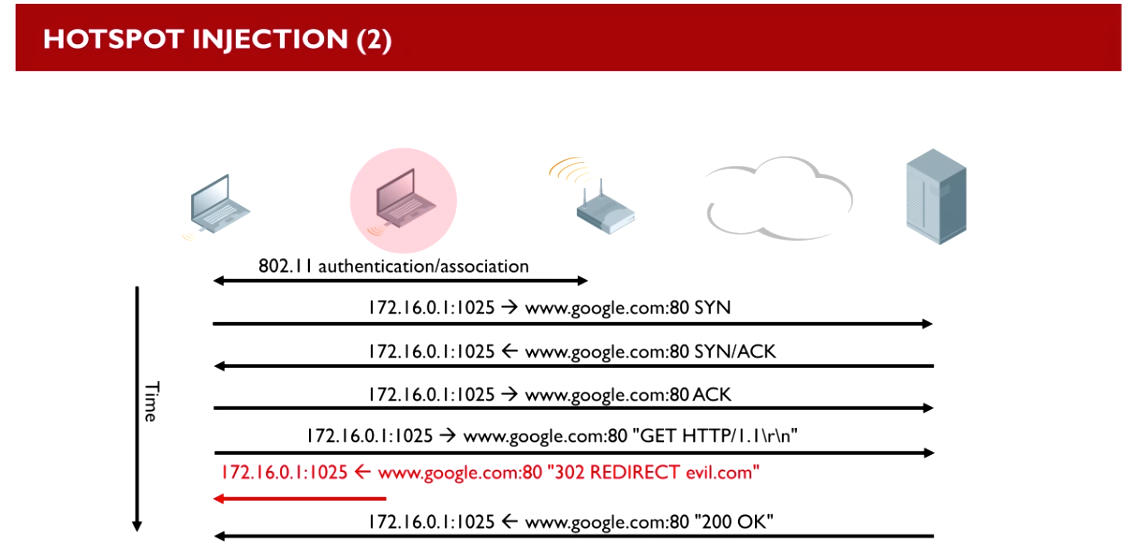 HOTSPOT INJECTION (2)
802.11 authentication/association
172.16.0.1:1025 → www.google.com:80 SYN
172.16.0.1:1025 ← www.google.com:80 SYN/ACK
172.16.0.1:1025 → www.google.com:80 ACK
Time
172.16.0.1:1025 → www.google.com:80 "GET HTTP/1.1\r\n"
172.16.0.1:1025 ← www.google.com:80 "302 REDIRECT evil.com"
172.16.0.1:1025 ← www.google.com:80 "200 OK"